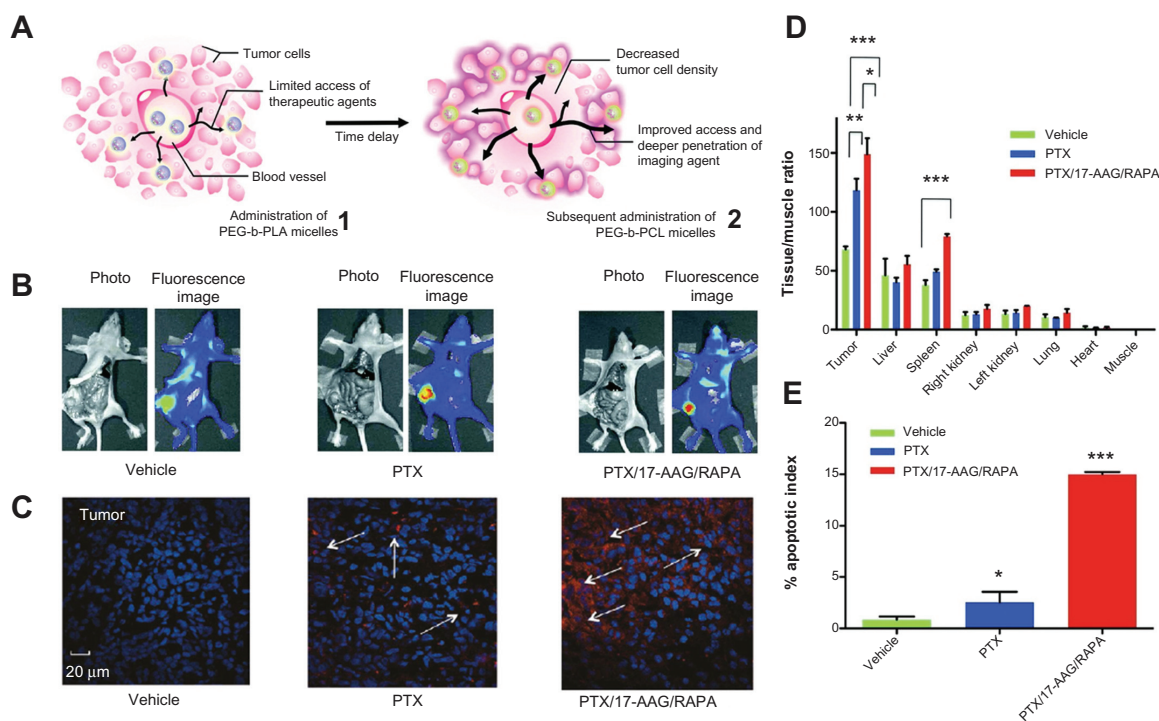 A
Tumor cells
Limited access of
therapeutic agents
Blood vessel
Administration of
PEG-b-PLA micelles
1
Time delay
Decreased
tumor cell density
Improved access and
deeper penetration of
imaging agent
Subsequent administration of
PEG-b-PCL micelles
2
B
Photo
Fluorescence
image
Vehicle
Photo
Fluorescence
image
PTX
Photo
Fluorescence
image
PTX/17-AAG/RAPA
C
Tumor
20 μm
Vehicle
PTX
PTX/17-AAG/RAPA
D
***
*
**
***
Vehicle
PTX
PTX/17-AAG/RAPA
Tissue/muscle ratio
150
100
50
0
Tumor
Liver
Spleen
Right kidney
Left kidney
Lung
Heart
Muscle
E
Vehicle
PTX
PTX/17-AAG/RAPA
% apoptotic index
20
15
10
5
0
*
***
Vehicle
PTX
PTX/17-AAG/RAPA